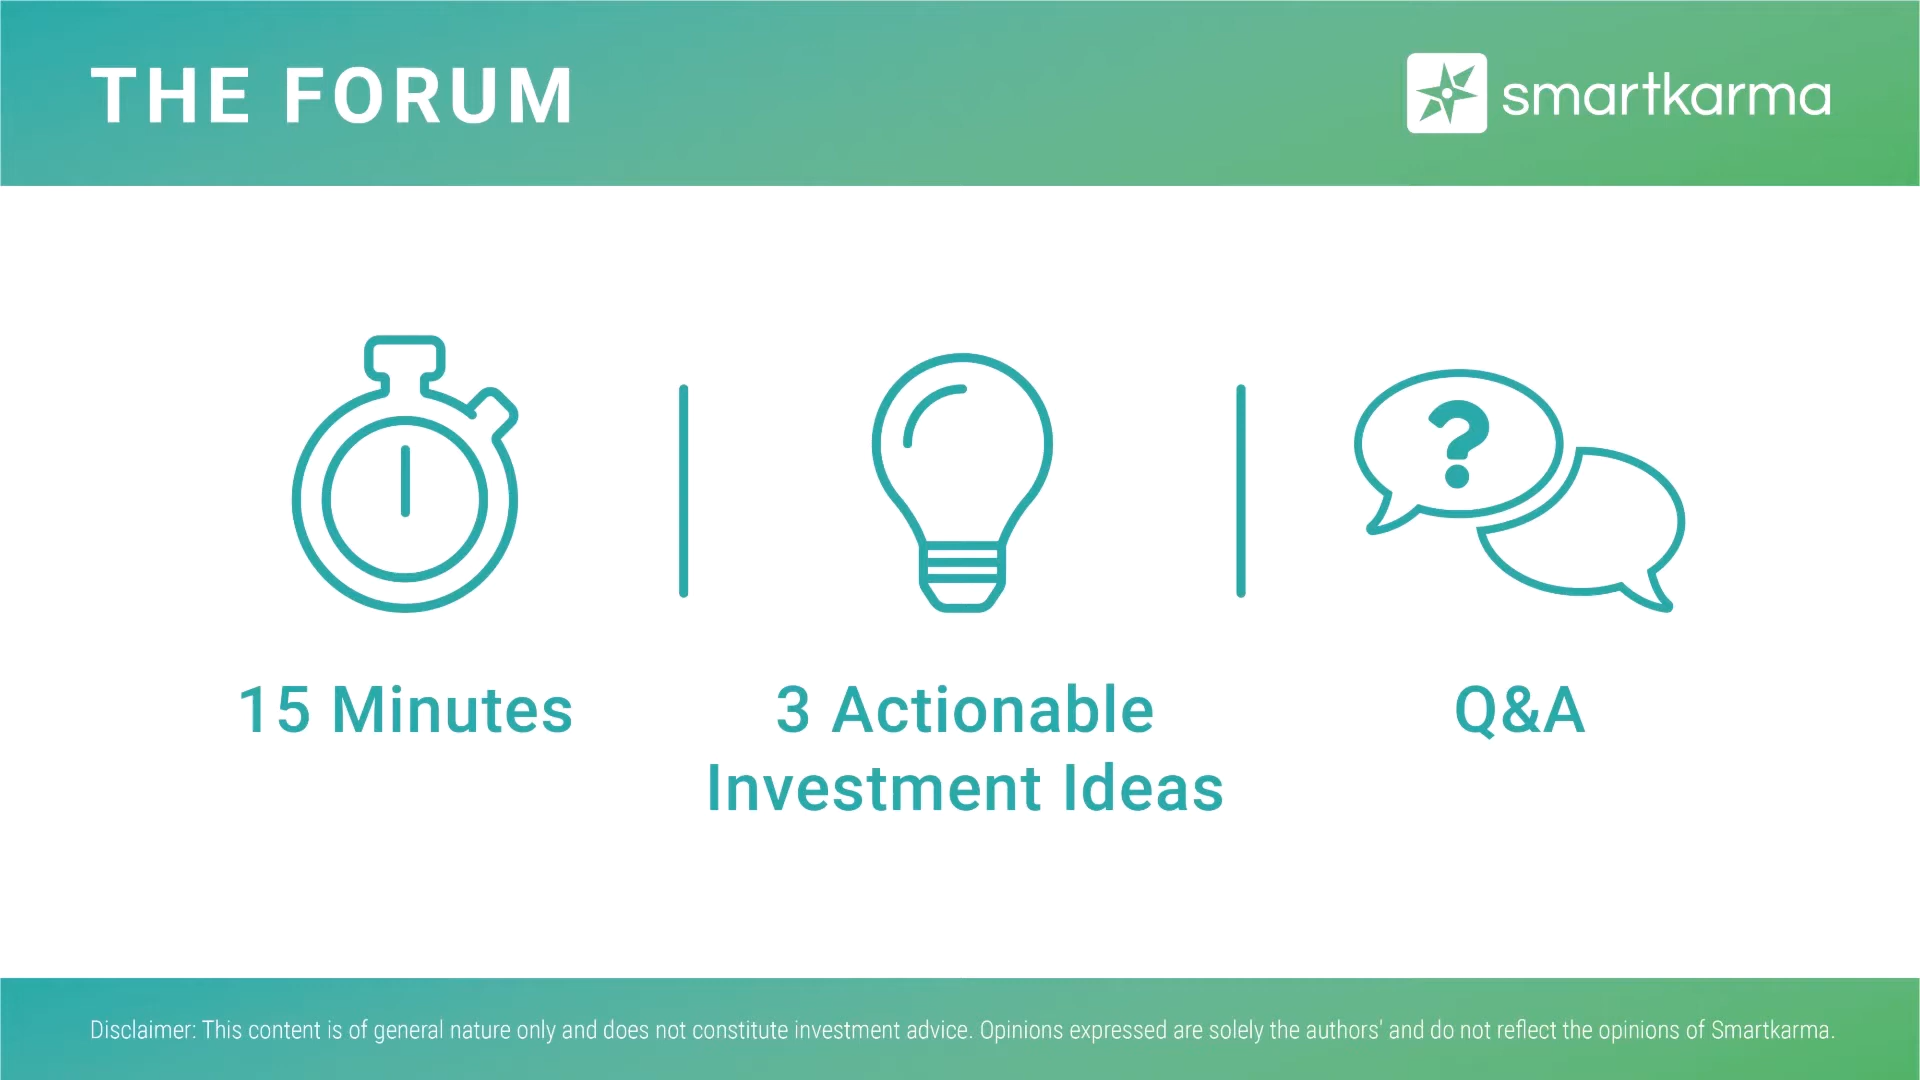 THE FORUM
smartkarma
?
15 Minutes
3 Actionable
Investment Ideas
Q&A
Disclaimer: This content is of general nature only and does not constitute investment advice. Opinions expressed are solely the authors' and do not reflect the opinions of Smartkarma.